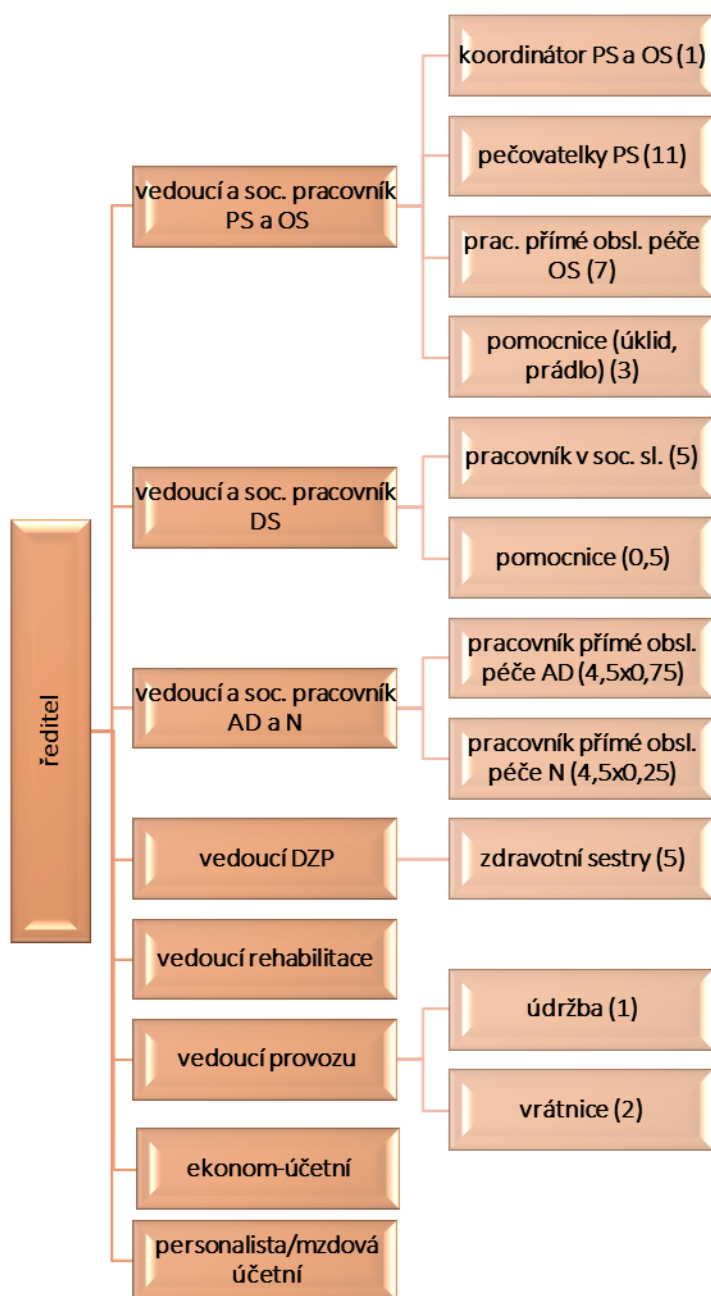 ředitel
vedoucí a soc. pracovník
PS a OS
koordinátor PS a OS (1)
pečovatelky PS (11)
prac. přímé obsl. péče
OS (7)
pomocnice (úklid,
prádlo) (3)
vedoucí a soc. pracovník
DS
pracovník v soc. sl. (5)
pomocnice (0,5)
vedoucí a soc. pracovník
AD a N
pracovník přímé obsl.
péče AD (4,5x0,75)
pracovník přímé obsl.
péče N (4,5x0,25)
vedoucí DZP
zdravotní sestry (5)
vedoucí rehabilitace
vedoucí provozu
údržba (1)
vrátnice (2)
ekonom-účetní
personalista/mzdová
účetní